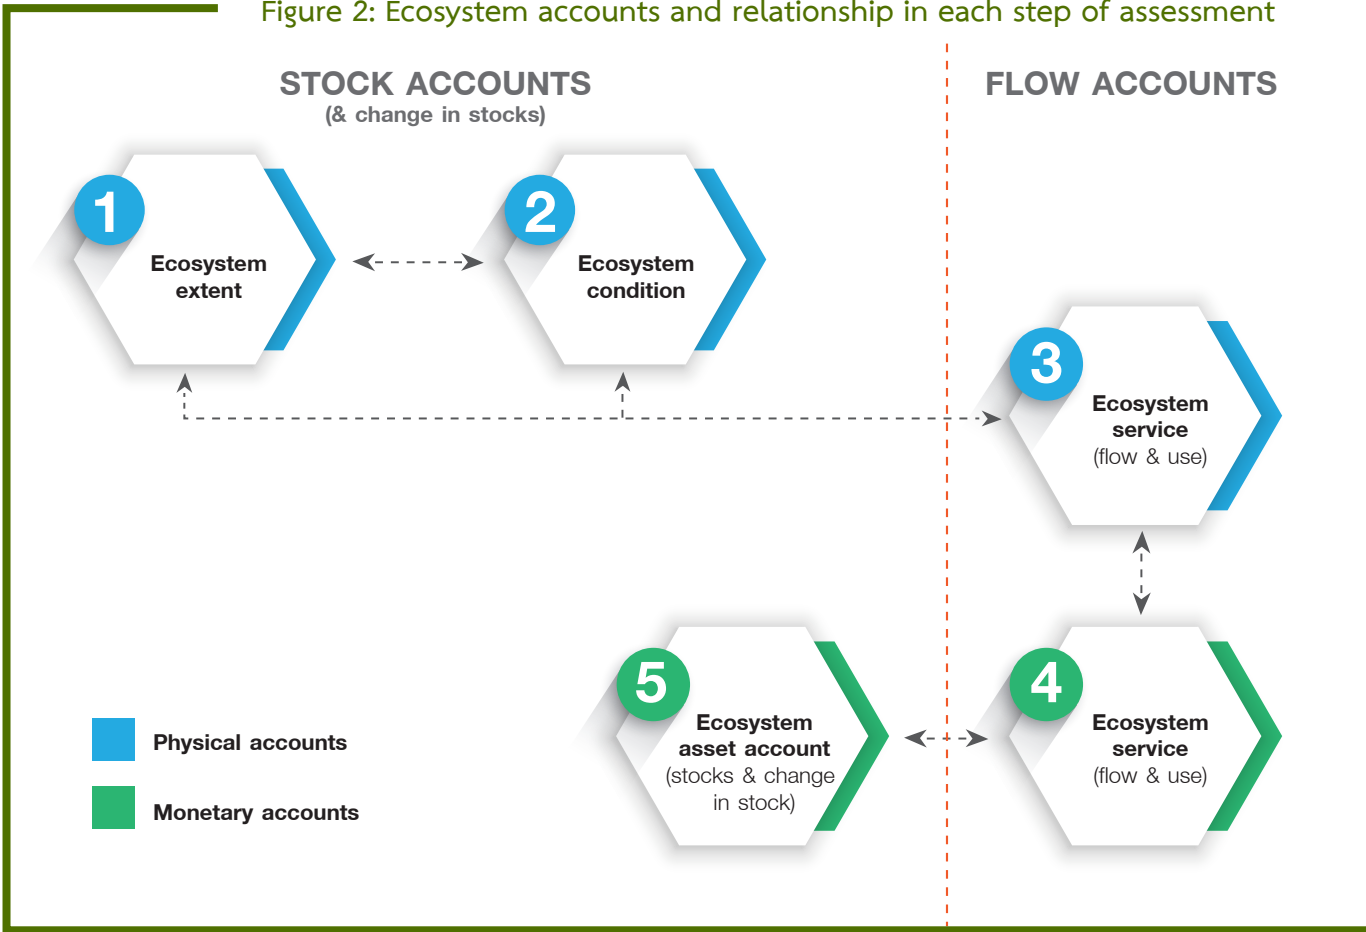 Figure 2: Ecosystem accounts and relationship in each step of assessment
STOCK ACCOUNTS
(& change in stocks)
FLOW ACCOUNTS
1
Ecosystem
extent
2
Ecosystem
condition
3
Ecosystem
service
(flow & use)
4
Ecosystem
service
(flow & use)
5
Ecosystem
asset account
(stocks & change
in stock)
Physical accounts
Monetary accounts